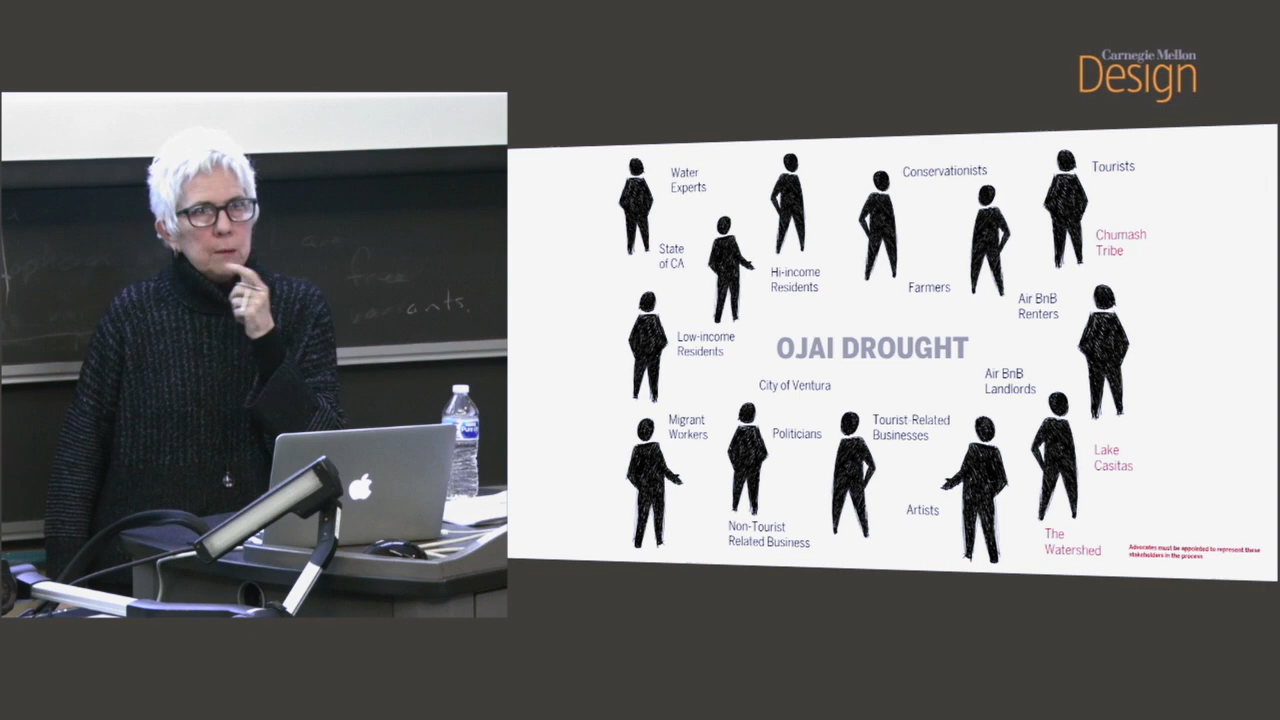 Carnegie Mellon
Design
Water
Experts
Conservationists
Tourists
State
of CA
Chumash
Tribe
Hi-income
Residents
Farmers
Air BnB
Renters
Low-income
Residents
OJAI DROUGHT
City of Ventura
Air BnB
Landlords
Migrant
Workers
Politicians
Tourist-Related
Businesses
Lake
Casitas
Artists
Non-Tourist
Related Business
The
Watershed
Advocates must be appointed to represent these
stakeholders in the process
free